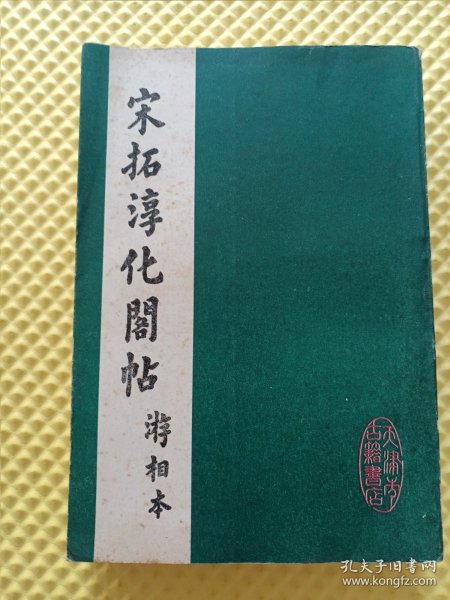 宋拓淳化閣帖
游相本
天津市
古籍書店
孔夫子旧书网
www.kongfz.com